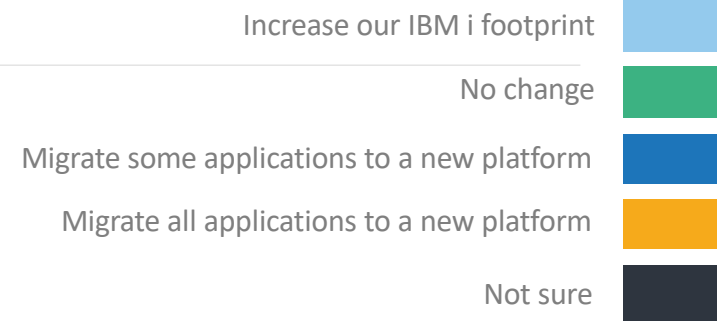 Increase our IBM i footprint
No change
Migrate some applications to a new platform
Migrate all applications to a new platform
Not sure